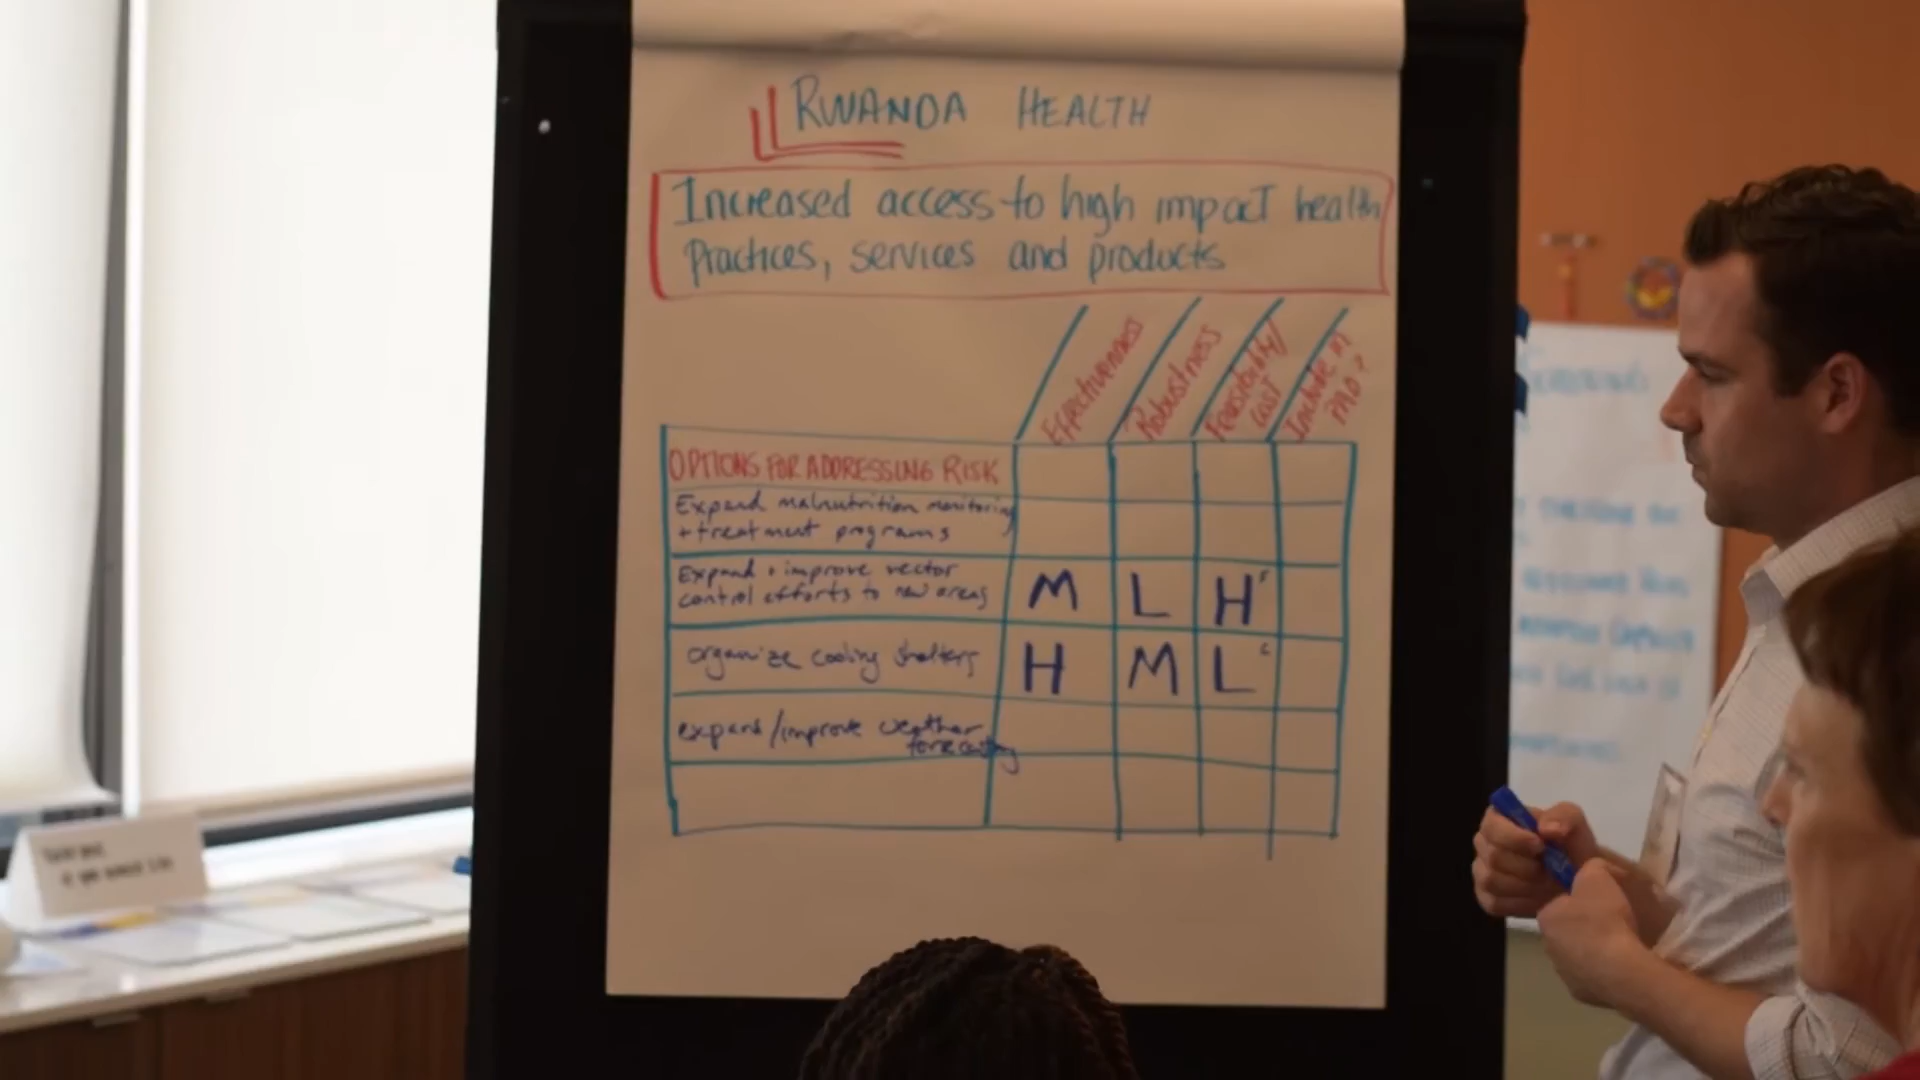 RWANDA HEALTH
Increased access to high impact health
Practices, services and products
Effectiveness
Robustness
Feasibility/
Cost
Include in
PAD?
OPTIONS FOR ADDRESSING RISK
Expand malnutrition monitoring
+ treatment programs
Expand + improve vector
control efforts to new areas
M L H
organize cooling shelters
H M L
expand/improve weather
forecasting